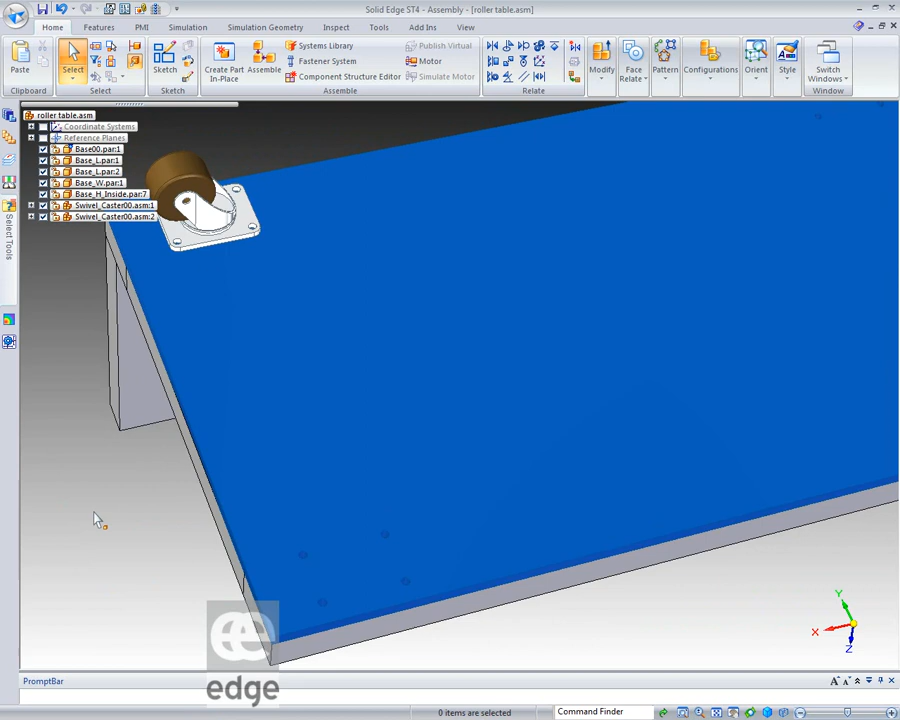 Solid Edge ST4 - Assembly - [roller table.asm]
Home Features PMI Simulation Simulation Geometry Inspect Tools Add Ins View
Paste
Clipboard
Select
Select
Sketch
Sketch
Create Part In-Place
Assemble
Systems Library
Fastener System
Component Structure Editor
Publish Virtual
Motor
Simulate Motor
Assemble
Relate
Modify
Face Relate
Pattern
Configurations
Orient
Style
Switch Windows
Window
roller table.asm
Coordinate Systems
Reference Planes
Base00.par:1
Base_L.par:1
Base_L.par:2
Base_W.par:1
Base_H_Inside.par:7
Swivel_Caster00.asm:1
Swivel_Caster00.asm:2
Select Tools
Y
X
Z
edge
PromptBar
0 items are selected
Command Finder